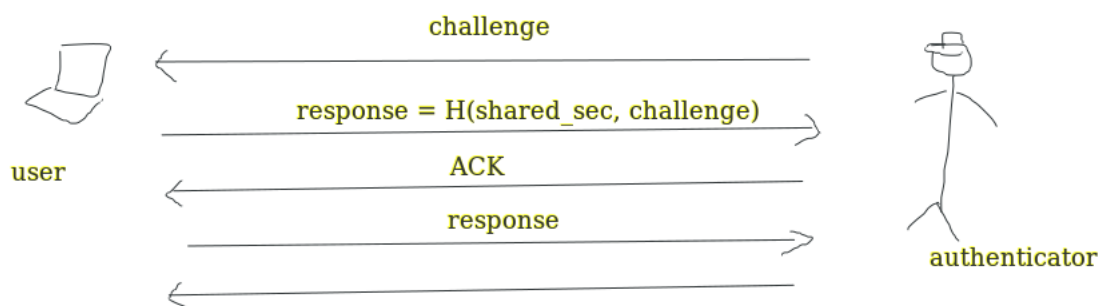 challenge
response = H(shared_sec, challenge)
user
ACK
response
authenticator